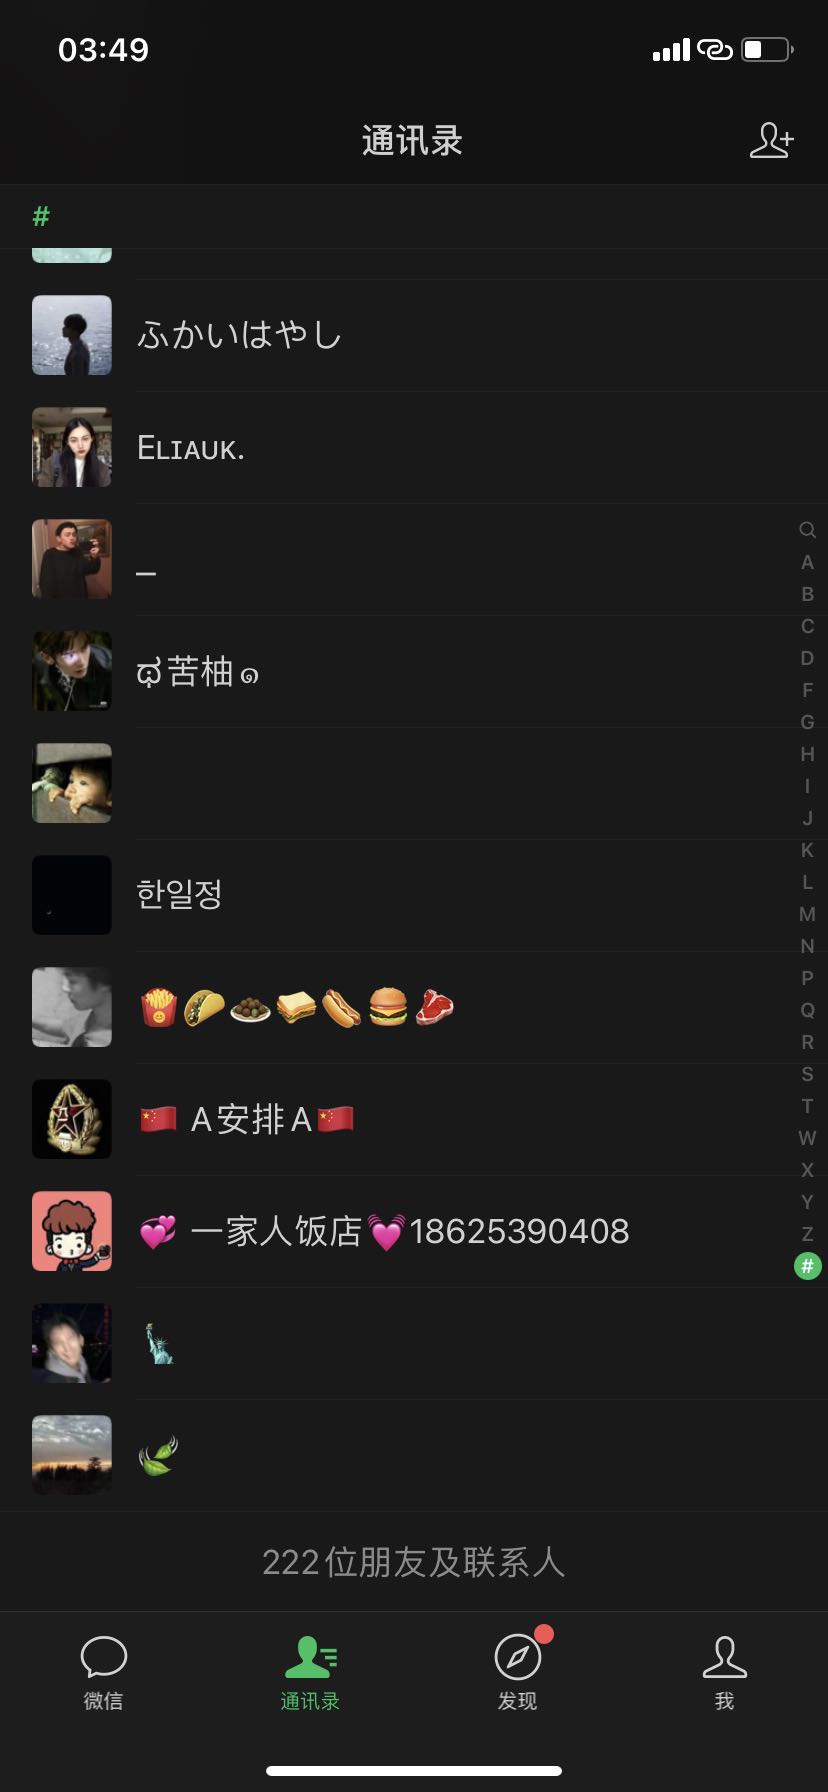 03:49
通讯录
#
ふかいはやし
Eʟɪᴀᴜᴋ.
_
ಥ苦柚๑
한일정
🍟🌮🧆🥪🌭🍔🥩
🇨🇳 A安排A🇨🇳
💞 一家人饭店💓18625390408
🗽
🍃
A
B
C
D
F
G
H
I
J
K
L
M
N
P
Q
R
S
T
W
X
Y
Z
#
222位朋友及联系人
微信
通讯录
发现
我